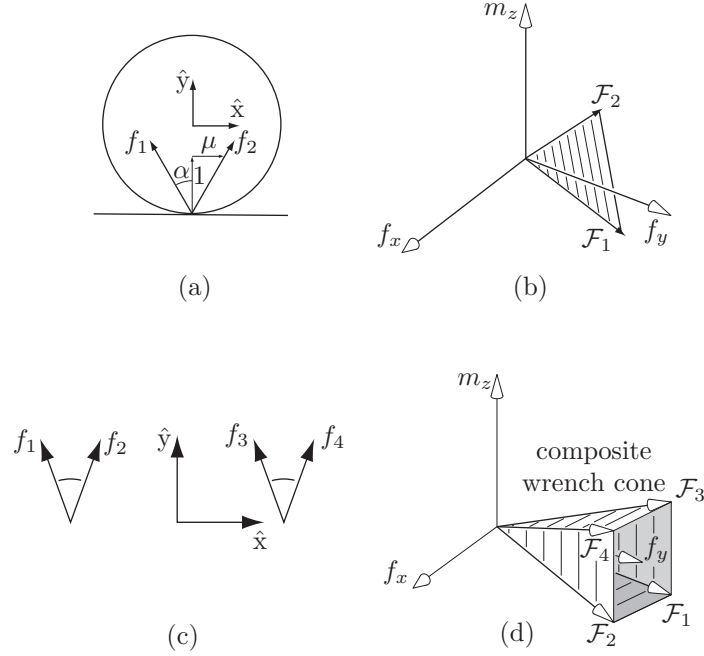 ŷ
x̂
f₁
μ
f₂
α
1
(a)
m_z
𝓕₂
f_x
𝓕₁
f_y
(b)
f₁
f₂
ŷ
x̂
f₃
f₄
(c)
m_z
composite
wrench cone
𝓕₃
𝓕₄
f_y
f_x
𝓕₂
𝓕₁
(d)